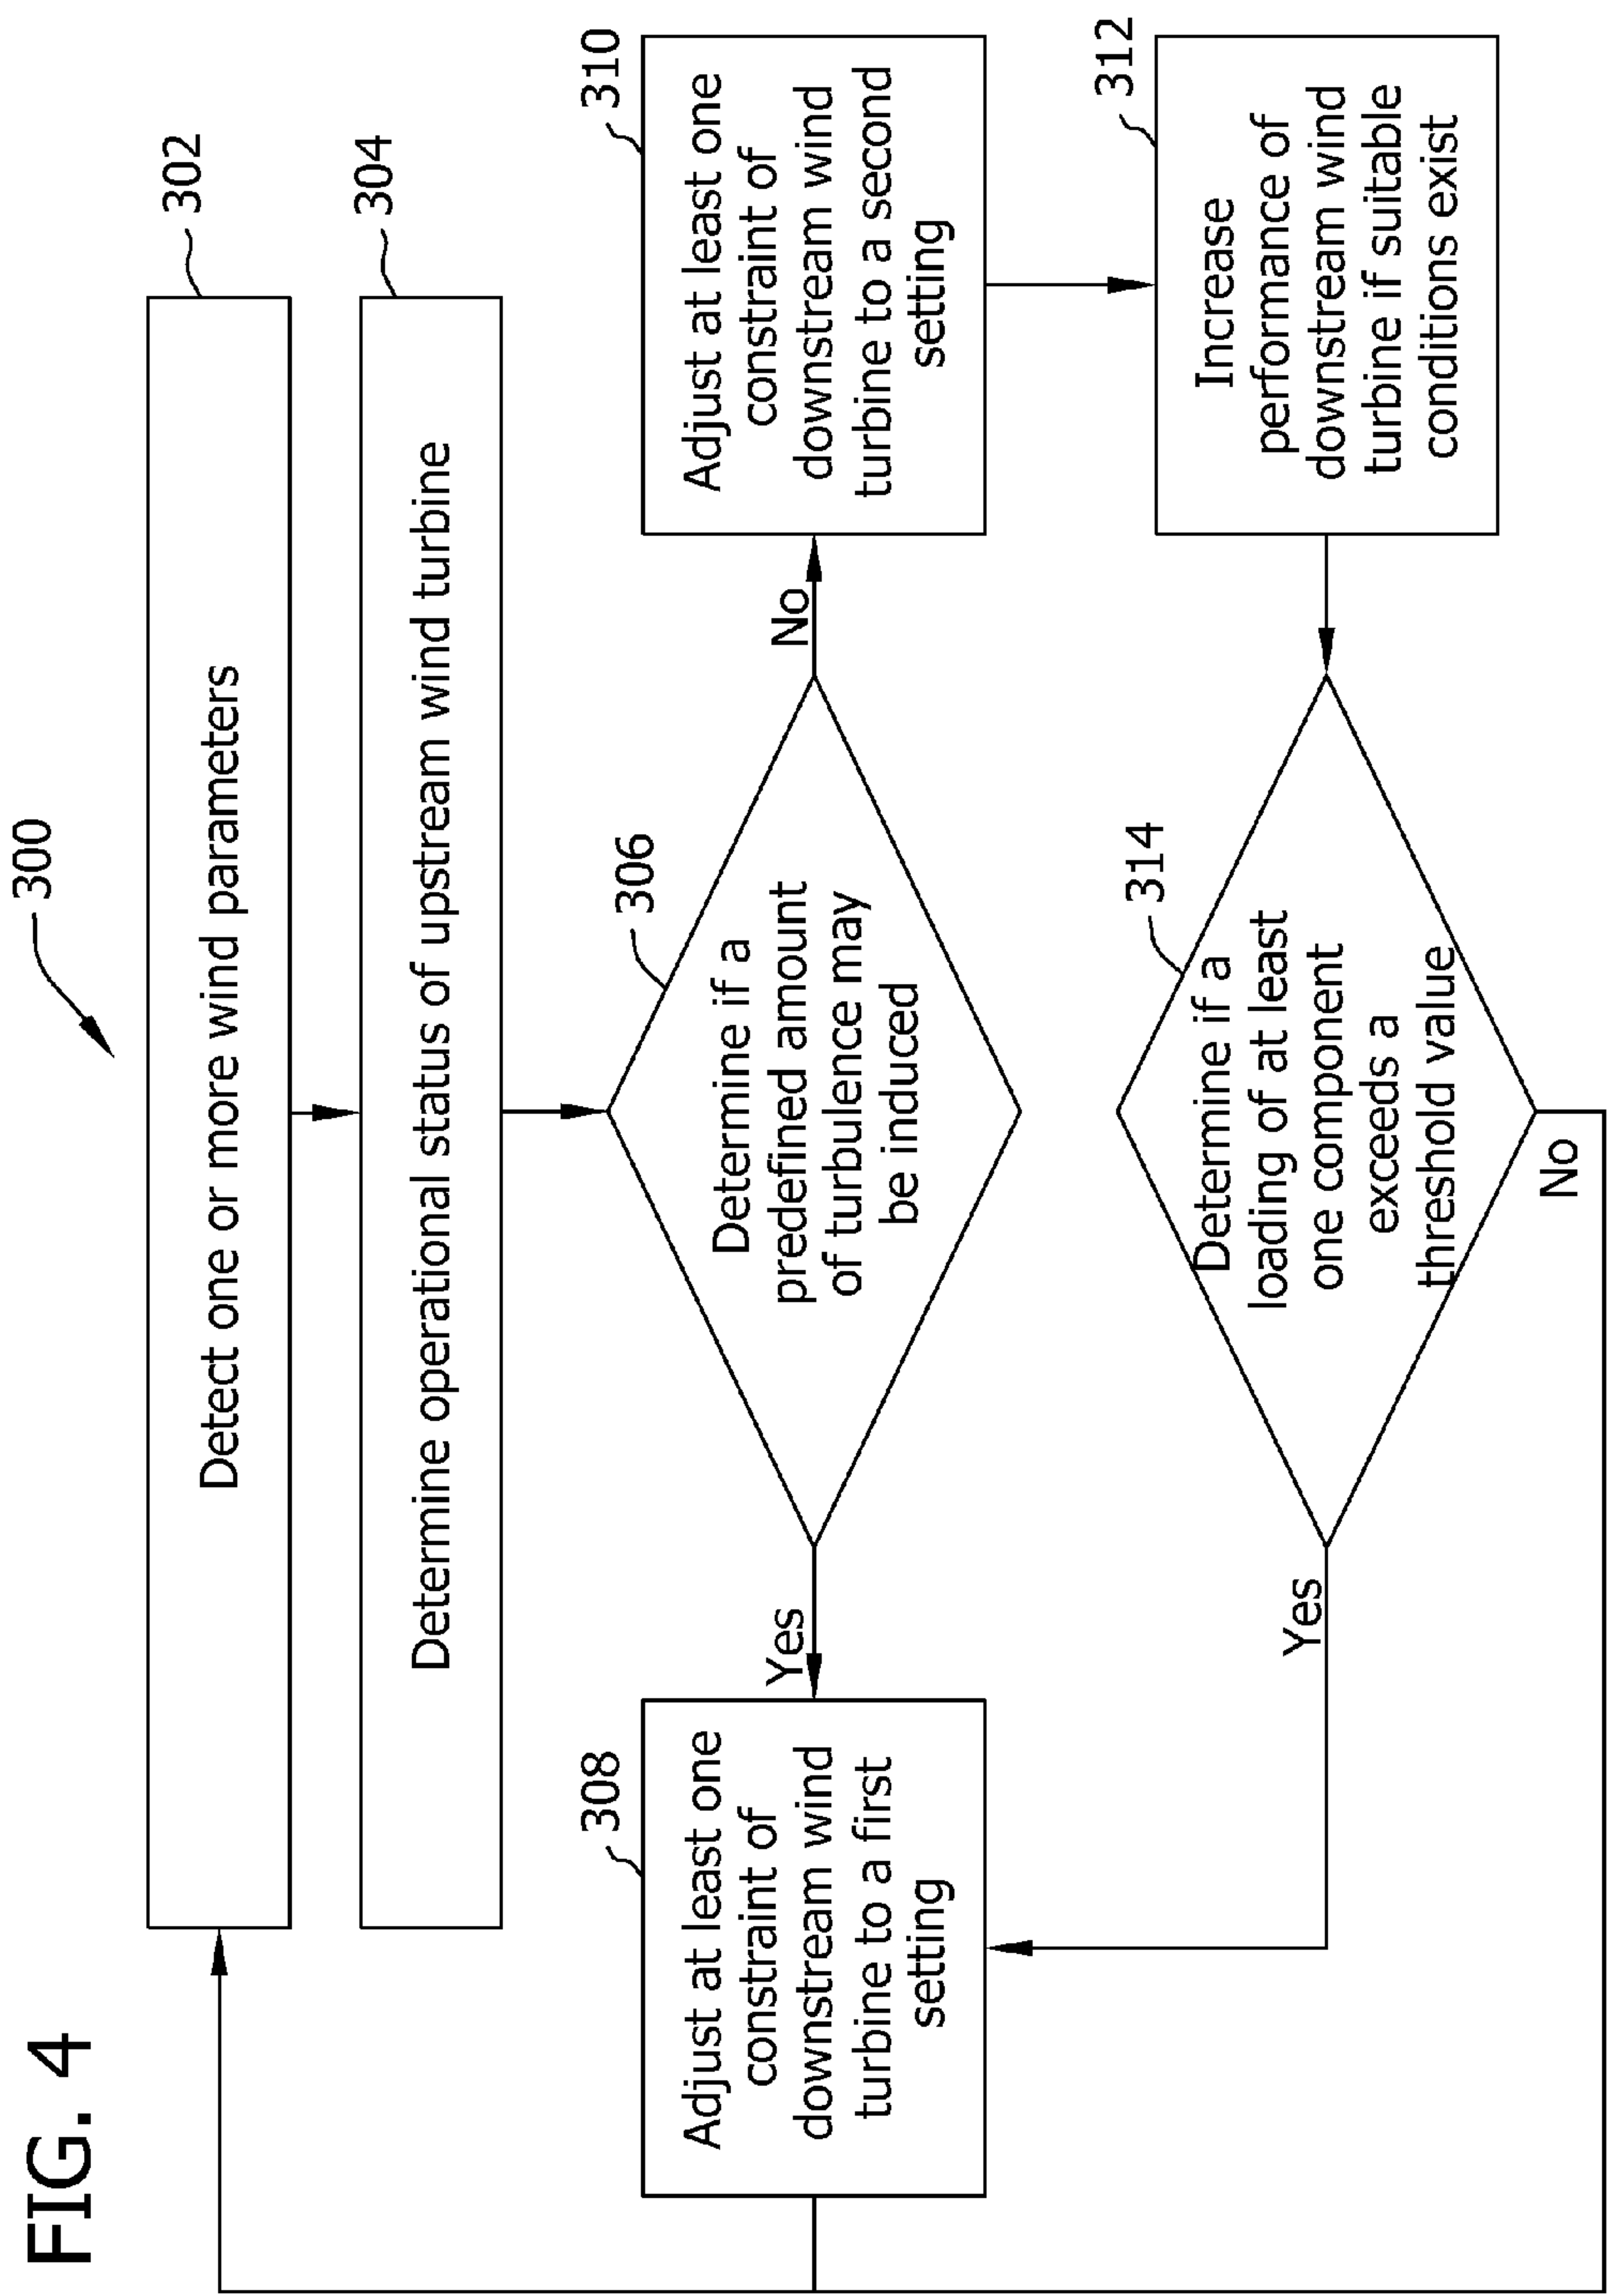 FIG. 4
300
302
Detect one or more wind parameters
304
Determine operational status of upstream wind turbine
306
Determine if a
predefined amount
of turbulence may
be induced
Yes
No
308
Adjust at least one
constraint of
downstream wind
turbine to a first
setting
310
Adjust at least one
constraint of
downstream wind
turbine to a second
setting
312
Increase
performance of
downstream wind
turbine if suitable
conditions exist
314
Determine if a
loading of at least
one component
exceeds a
threshold value
Yes
No